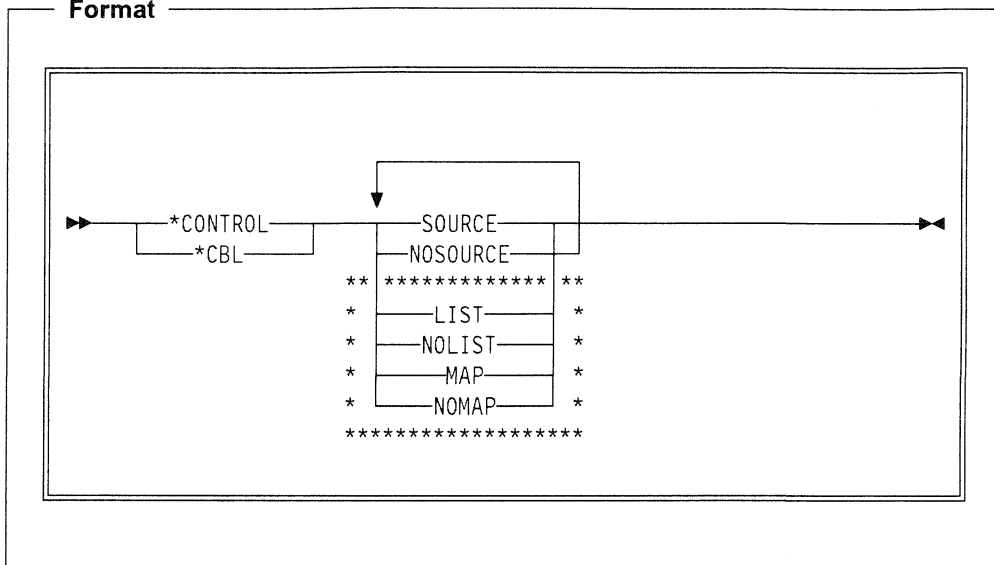 Format
*CONTROL SOURCE
*CBL NOSOURCE
** ************* **
* LIST *
* NOLIST *
* MAP *
* NOMAP *
*******************